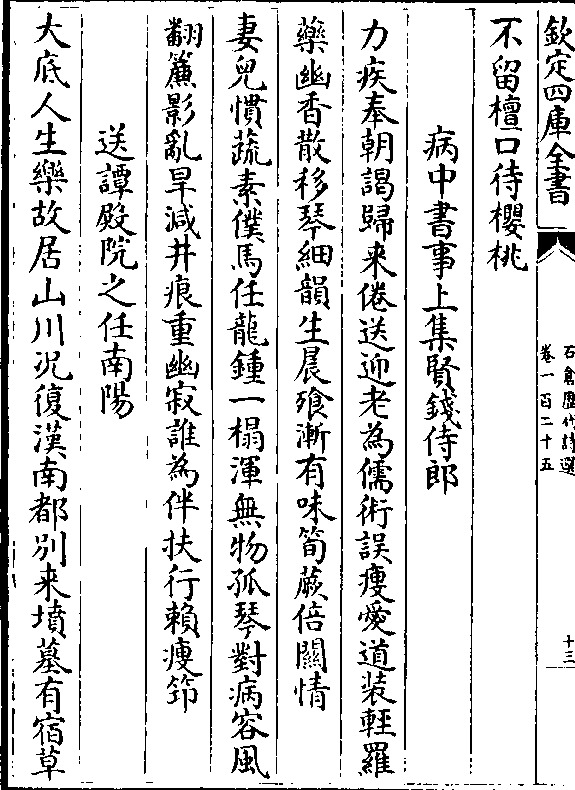 欽定四庫全書
石倉歷代詩選
卷一百二十五
十三
不留檀口待櫻桃
病中書事上集賢錢侍郎
力疾奉朝謁歸来倦送迎老為儒術誤瘦愛道装輕羅
藥幽香散移琴細韻生晨飱漸有味筍蕨倍關情
妻兒慣蔬素僕馬任龍鍾一榻渾無物孤琴對病容風
翻簾影亂旱減井痕重幽寂誰為伴扶行賴瘦筇
送譚殿院之任南陽
大底人生樂故居山川况復漢南都别来墳墓有宿草